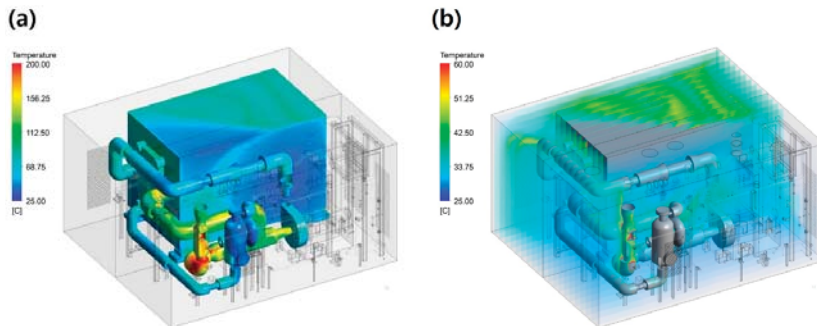 (a)
Temperature
200.00
156.25
112.50
68.75
25.00
[C]
(b)
Temperature
60.00
51.25
42.50
33.75
25.00
[C]